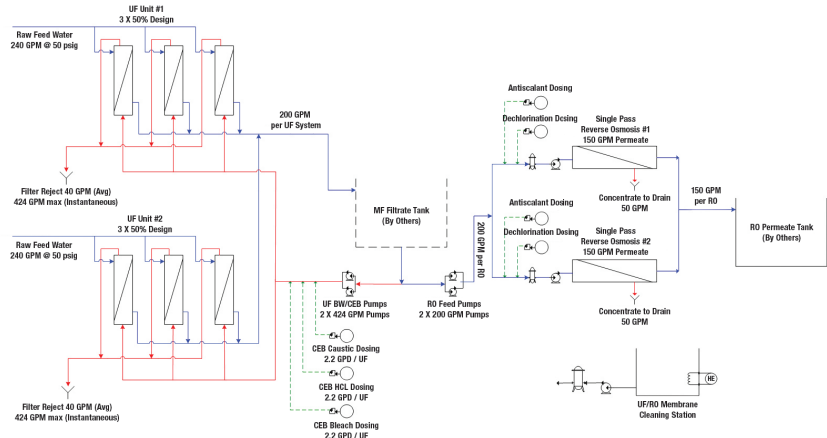 UF Unit #1
3 X 50% Design
Raw Feed Water
240 GPM @ 50 psig
200 GPM
per UF System
Filter Reject 40 GPM (Avg)
424 GPM max (Instantaneous)
UF Unit #2
3 X 50% Design
Raw Feed Water
240 GPM @ 50 psig
Filter Reject 40 GPM (Avg)
424 GPM max (Instantaneous)
MF Filtrate Tank
(By Others)
UF BW/CEB Pumps
2 X 424 GPM Pumps
RO Feed Pumps
2 X 200 GPM Pumps
CEB Caustic Dosing
2.2 GPD / UF
CEB HCL Dosing
2.2 GPD / UF
CEB Bleach Dosing
2.2 GPD / UF
200 GPM per RO
Antiscalant Dosng
Dechlorination Dosing
Single Pass
Reverse Osmosis #1
150 GPM Permeate
Concentrate to Drain
50 GPM
Antiscalant Dosing
Dechlorination Dosing
Single Pass
Reverse Osmosis #2
150 GPM Permeate
Concentrate to Drain
50 GPM
150 GPM
per RO
RO Permeate Tank
(By Others)
HE
UF/RO Membrane
Cleaning Station